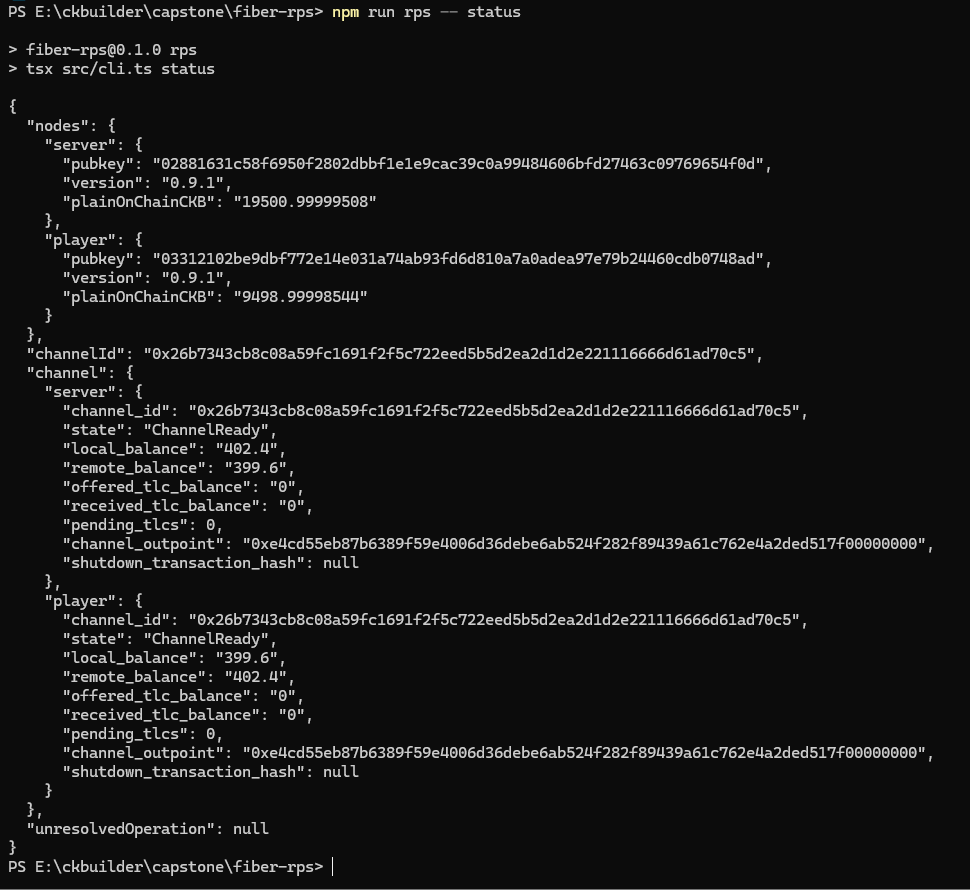 PS E:\ckbuilder\capstone\fiber-rps> npm run rps -- status

> fiber-rps@0.1.0 rps
> tsx src/cli.ts status

{
  "nodes": {
    "server": {
      "pubkey": "02881631c58f6950f2802dbbf1e1e9cac39c0a99484606bfd27463c09769654f0d",
      "version": "0.9.1",
      "plainOnChainCKB": "19500.99999508"
    },
    "player": {
      "pubkey": "03312102be9dbf772e14e031a74ab93fd6d810a7a0adea97e79b24460cdb0748ad",
      "version": "0.9.1",
      "plainOnChainCKB": "9498.99998544"
    }
  },
  "channelId": "0x26b7343cb8c08a59fc1691f2f5c722eed5b5d2ea2d1d2e221116666d61ad70c5",
  "channel": {
    "server": {
      "channel_id": "0x26b7343cb8c08a59fc1691f2f5c722eed5b5d2ea2d1d2e221116666d61ad70c5",
      "state": "ChannelReady",
      "local_balance": "402.4",
      "remote_balance": "399.6",
      "offered_tlc_balance": "0",
      "received_tlc_balance": "0",
      "pending_tlcs": 0,
      "channel_outpoint": "0xe4cd55eb87b6389f59e4006d36debe6ab524f282f89439a61c762e4a2ded517f00000000",
      "shutdown_transaction_hash": null
    },
    "player": {
      "channel_id": "0x26b7343cb8c08a59fc1691f2f5c722eed5b5d2ea2d1d2e221116666d61ad70c5",
      "state": "ChannelReady",
      "local_balance": "399.6",
      "remote_balance": "402.4",
      "offered_tlc_balance": "0",
      "received_tlc_balance": "0",
      "pending_tlcs": 0,
      "channel_outpoint": "0xe4cd55eb87b6389f59e4006d36debe6ab524f282f89439a61c762e4a2ded517f00000000",
      "shutdown_transaction_hash": null
    }
  },
  "unresolvedOperation": null
}
PS E:\ckbuilder\capstone\fiber-rps>